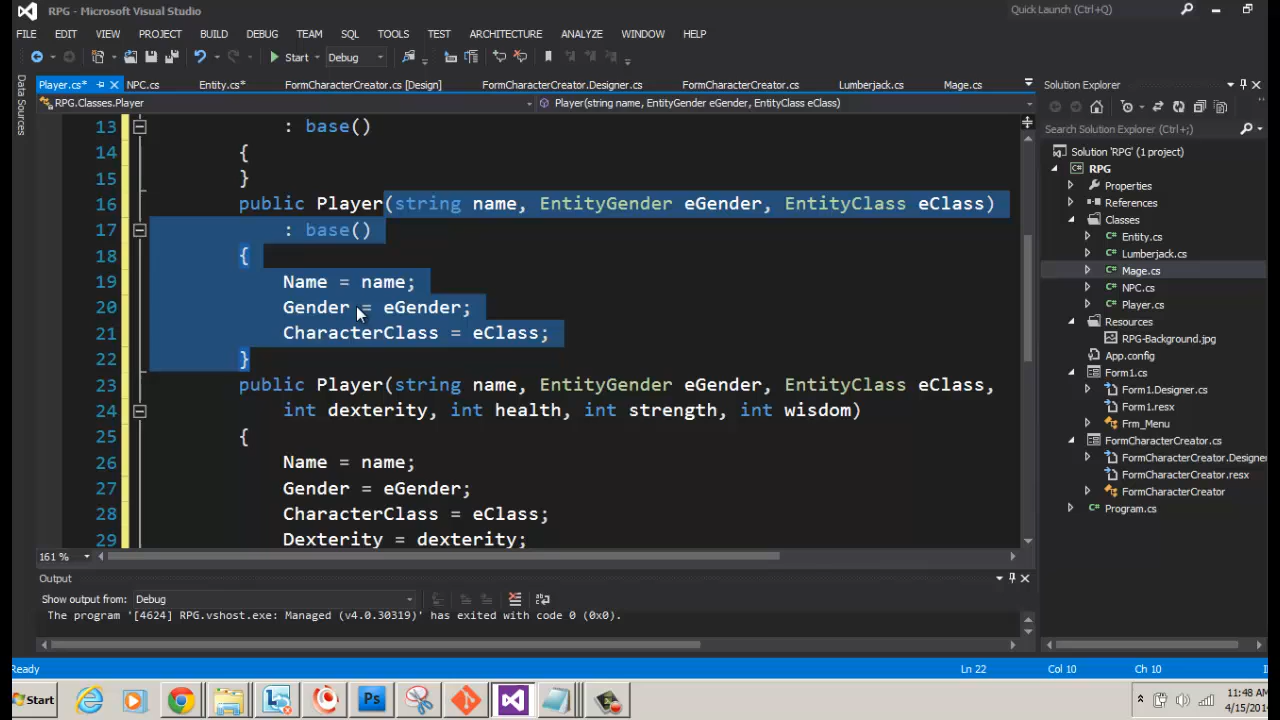 RPG - Microsoft Visual Studio
Quick Launch (Ctrl+Q)
FILE EDIT VIEW PROJECT BUILD DEBUG TEAM SQL TOOLS TEST ARCHITECTURE ANALYZE WINDOW HELP
Start Debug
Data Sources
Player.cs* NPC.cs Entity.cs* FormCharacterCreator.cs [Design] FormCharacterCreator.Designer.cs FormCharacterCreator.cs Lumberjack.cs Mage.cs
RPG.Classes.Player Player(string name, EntityGender eGender, EntityClass eClass)
13 : base()
14 {
15 }
16 public Player(string name, EntityGender eGender, EntityClass eClass)
17 : base()
18 {
19 Name = name;
20 Gender = eGender;
21 CharacterClass = eClass;
22 }
23 public Player(string name, EntityGender eGender, EntityClass eClass,
24 int dexterity, int health, int strength, int wisdom)
25 {
26 Name = name;
27 Gender = eGender;
28 CharacterClass = eClass;
29 Dexterity = dexterity;
161 %
Output
Show output from: Debug
The program '[4624] RPG.vshost.exe: Managed (v4.0.30319)' has exited with code 0 (0x0).
Solution Explorer
Search Solution Explorer (Ctrl+;)
Solution 'RPG' (1 project)
C# RPG
Properties
References
Classes
C# Entity.cs
C# Lumberjack.cs
C# Mage.cs
C# NPC.cs
C# Player.cs
Resources
RPG-Background.jpg
App.config
Form1.cs
Form1.Designer.cs
Form1.resx
Frm_Menu
FormCharacterCreator.cs
FormCharacterCreator.Designer
FormCharacterCreator.resx
FormCharacterCreator
C# Program.cs
Ready Ln 22 Col 10 Ch 10
Start Ps 11:48 AM